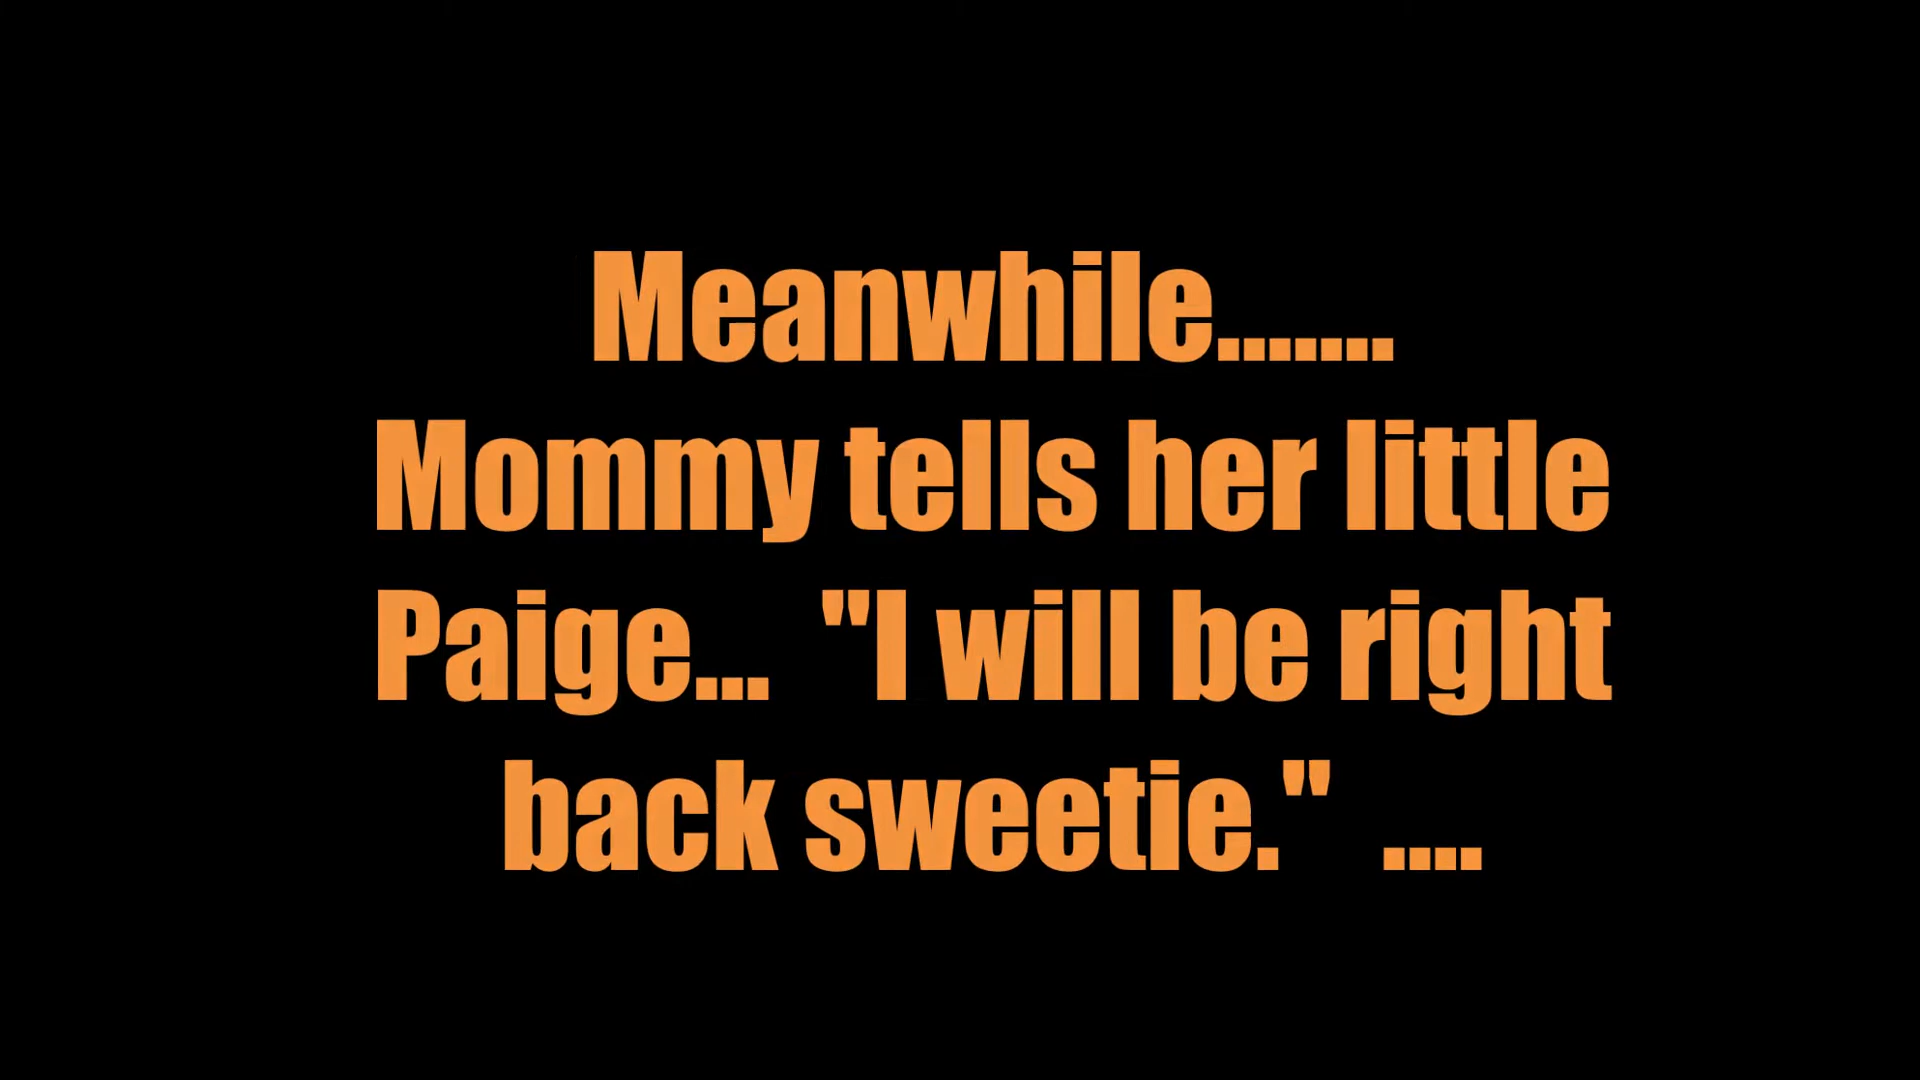 Meanwhile.......
Mommy tells her little
Paige...  "I will be right
back sweetie."  ....